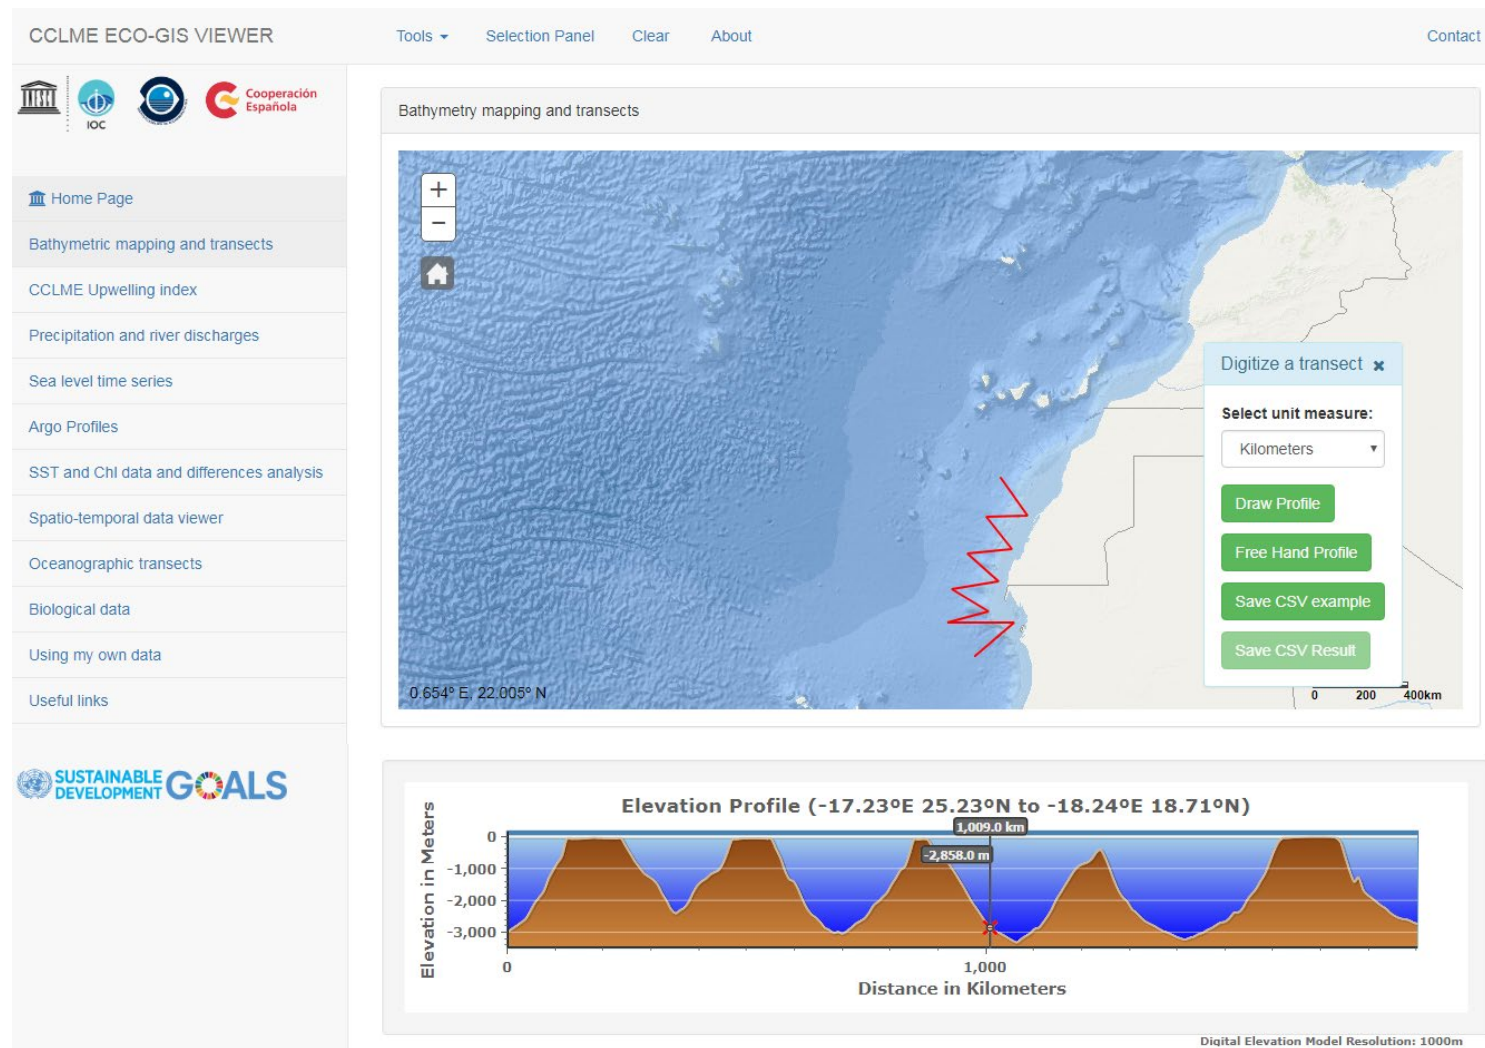 CCLME ECO-GIS VIEWER
Tools
Selection Panel
Clear
About
Contact
IOC
Cooperación
Española
Home Page
Bathymetric mapping and transects
CCLME Upwelling index
Precipitation and river discharges
Sea level time series
Argo Profiles
SST and Chl data and differences analysis
Spatio-temporal data viewer
Oceanographic transects
Biological data
Using my own data
Useful links
SUSTAINABLE
DEVELOPMENT
GOALS
Bathymetry mapping and transects
+
−
Digitize a transect ×
Select unit measure:
Kilometers
Draw Profile
Free Hand Profile
Save CSV example
Save CSV Result
0.654º E, 22.005º N
0 200 400km
Elevation Profile (-17.23ºE 25.23ºN to -18.24ºE 18.71ºN)
1,009.0 km
-2,858.0 m
Elevation in Meters
0
-1,000
-2,000
-3,000
0 1,000
Distance in Kilometers
Digital Elevation Model Resolution: 1000m